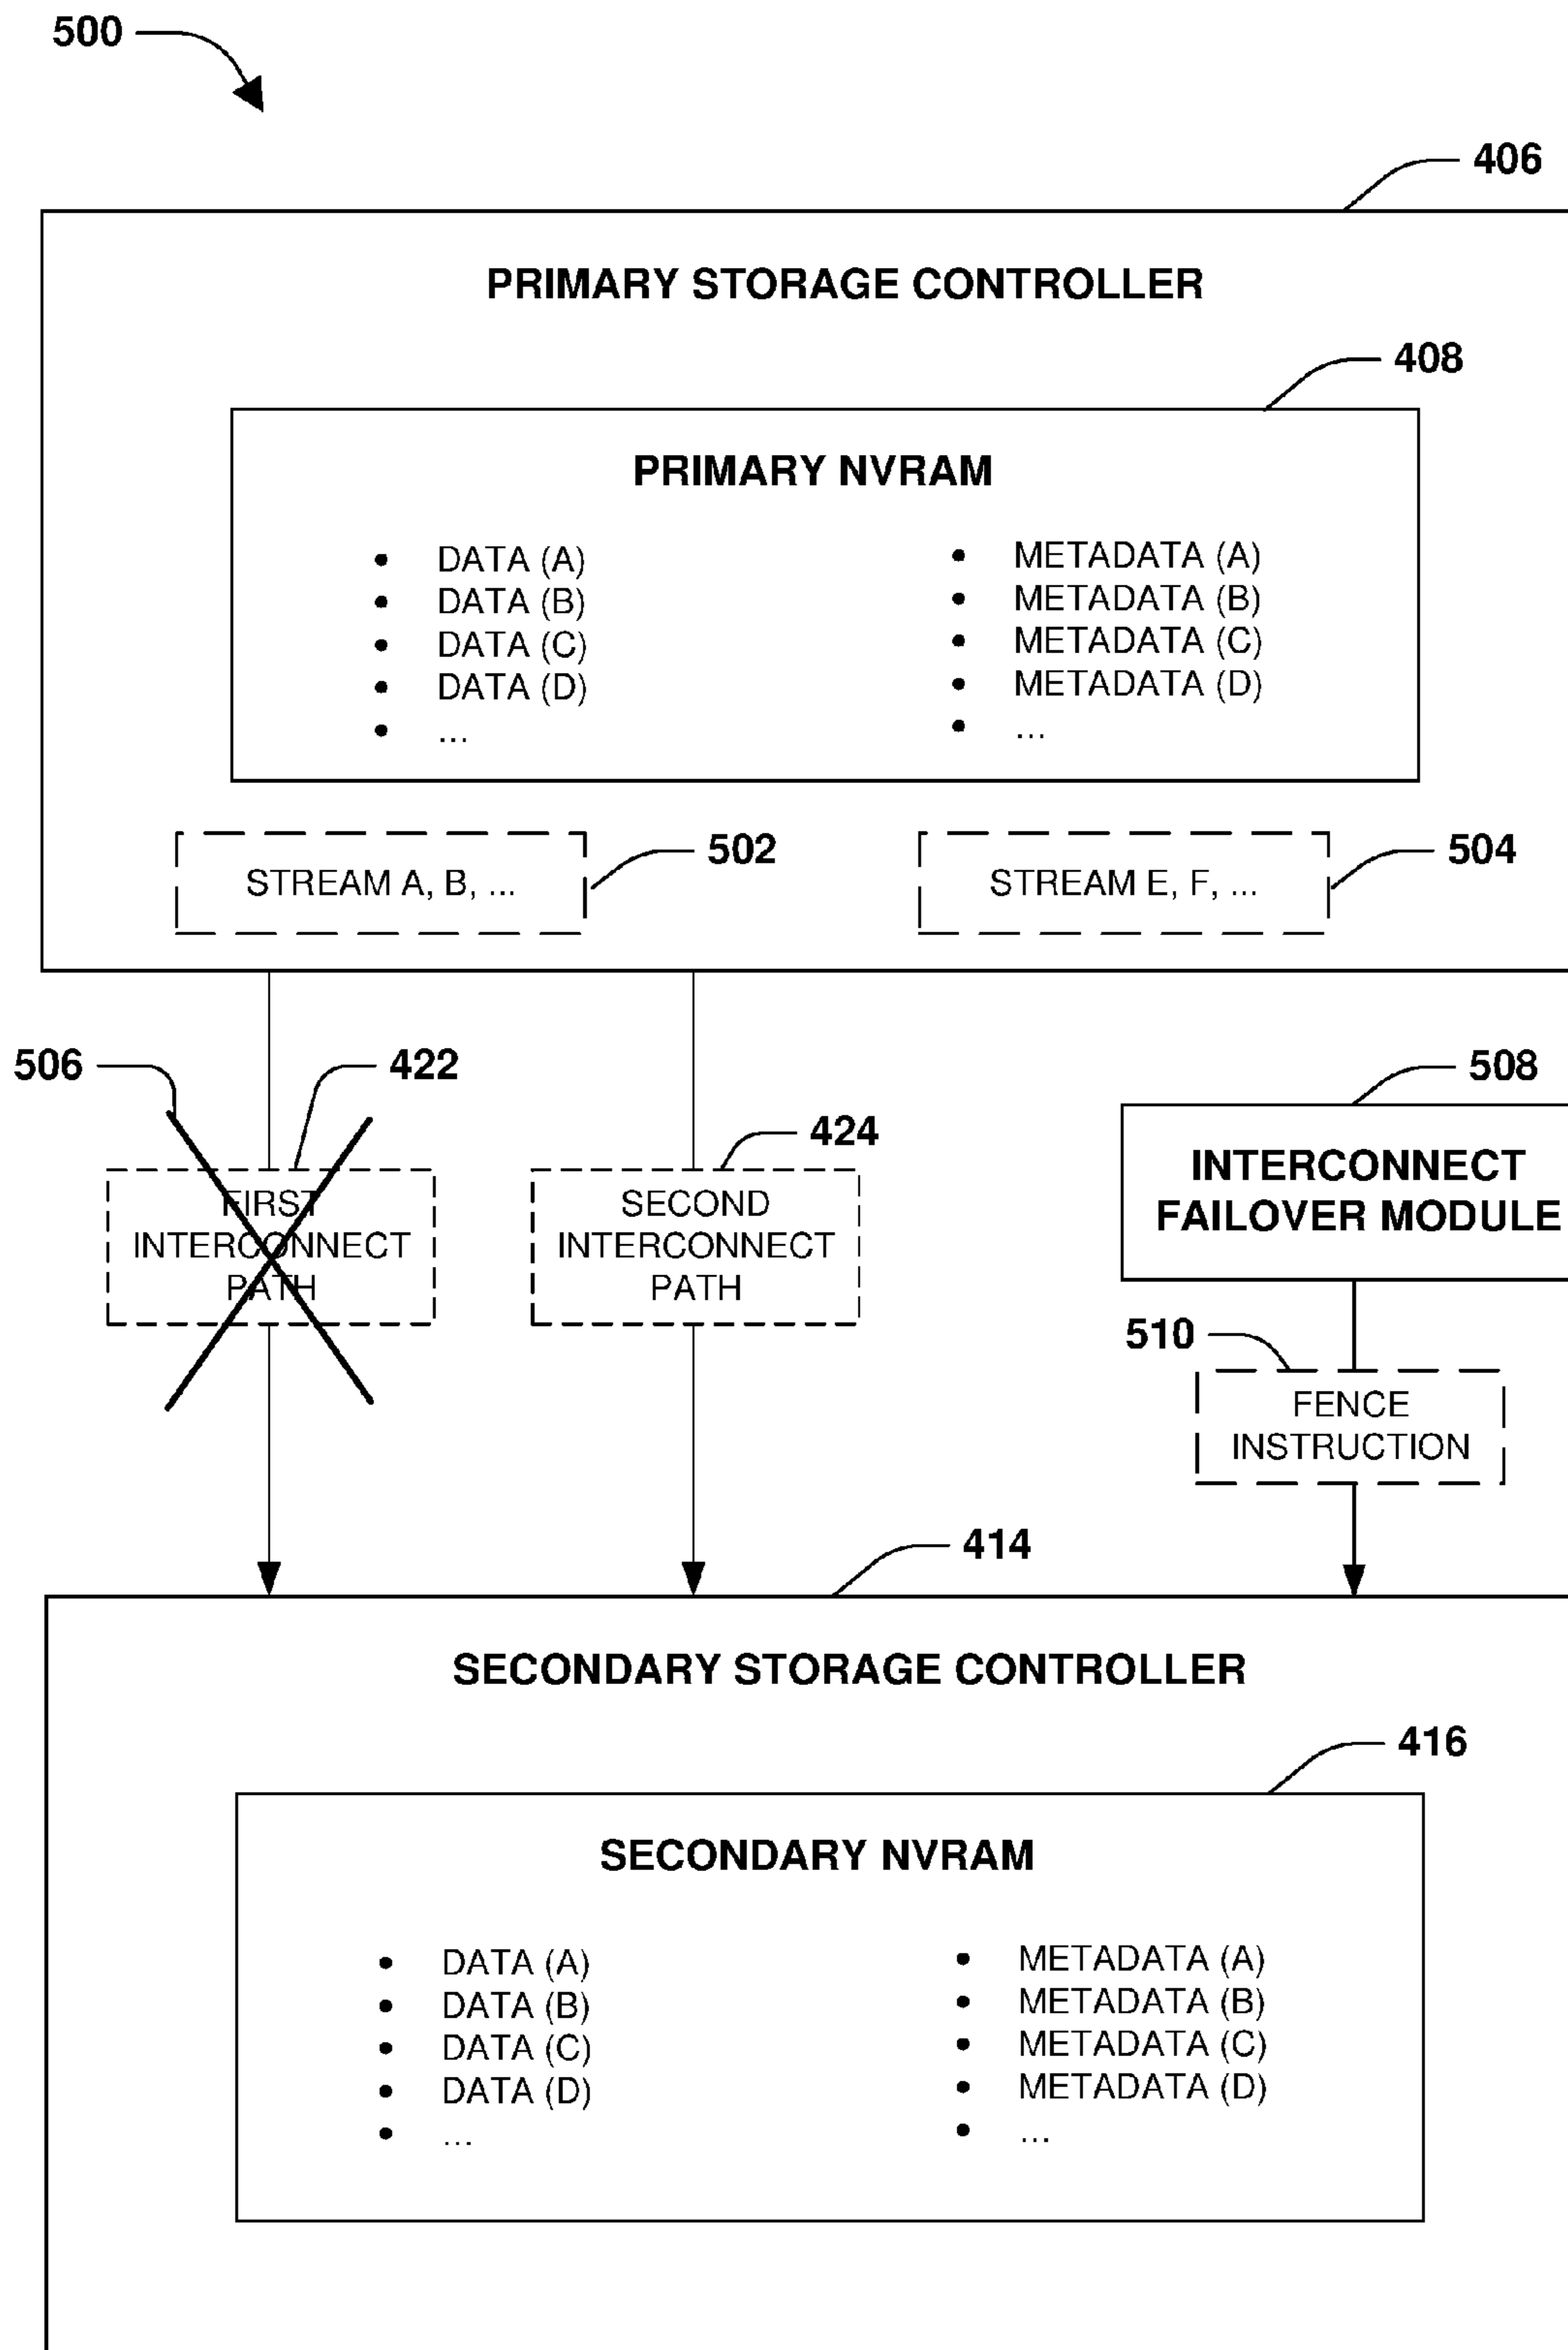 500
406
PRIMARY STORAGE CONTROLLER
408
PRIMARY NVRAM
• DATA (A)
• DATA (B)
• DATA (C)
• DATA (D)
• ...
• METADATA (A)
• METADATA (B)
• METADATA (C)
• METADATA (D)
• ...
STREAM A, B, ...
502
STREAM E, F, ...
504
506
422
FIRST
INTERCONNECT
PATH
424
SECOND
INTERCONNECT
PATH
508
INTERCONNECT
FAILOVER MODULE
510
FENCE
INSTRUCTION
414
SECONDARY STORAGE CONTROLLER
416
SECONDARY NVRAM
• DATA (A)
• DATA (B)
• DATA (C)
• DATA (D)
• ...
• METADATA (A)
• METADATA (B)
• METADATA (C)
• METADATA (D)
• ...